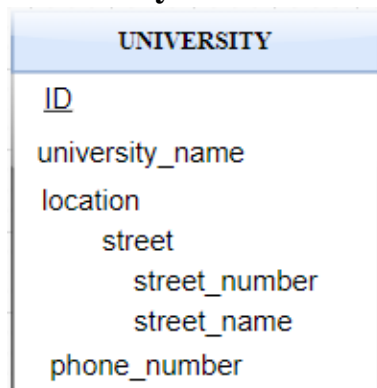 UNIVERSITY
ID
university_name
location
street
street_number
street_name
phone_number